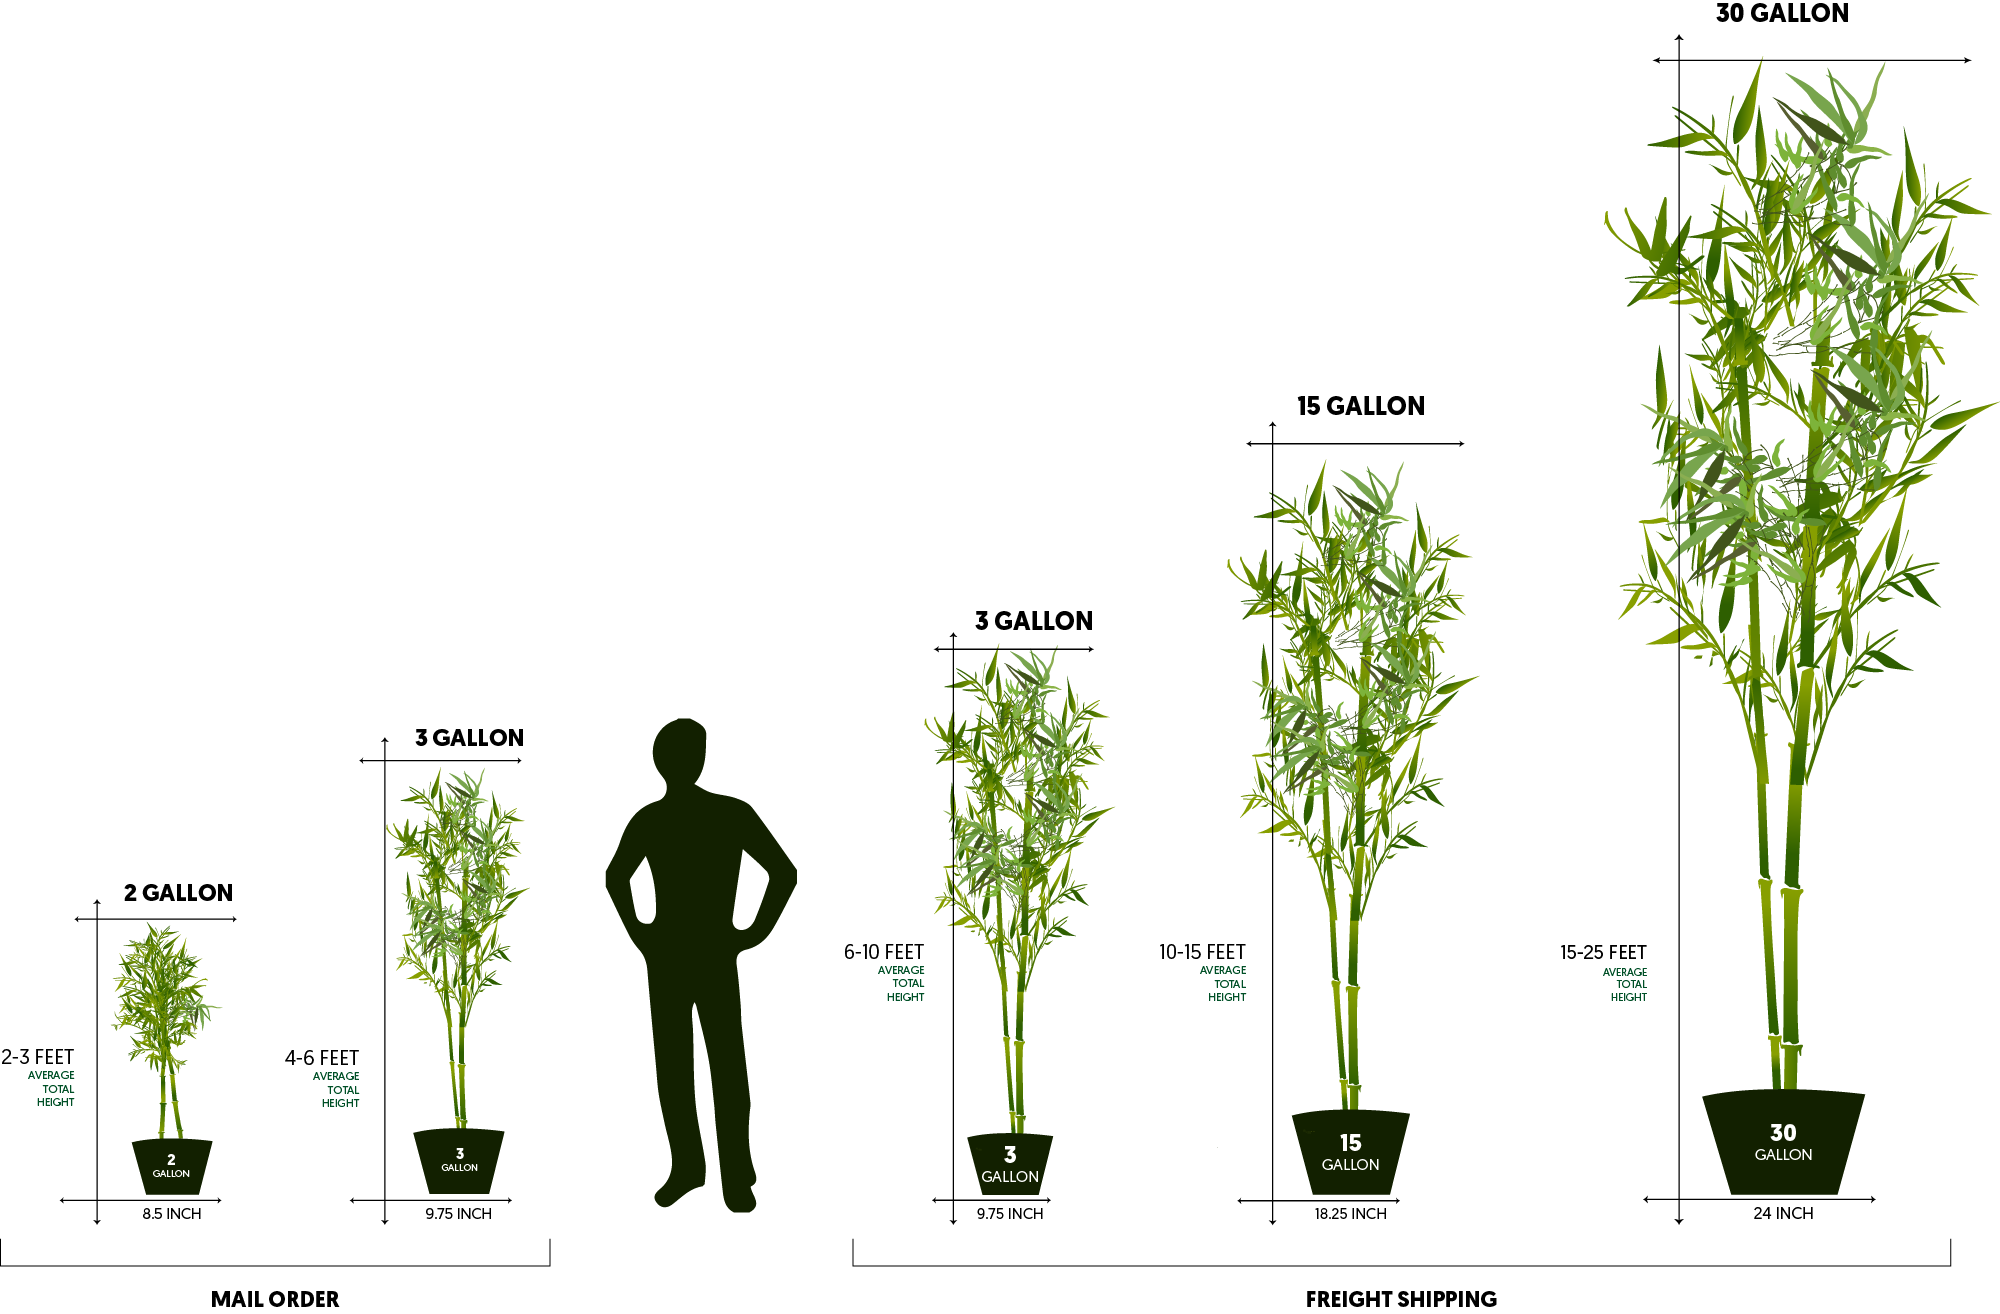 2 GALLON
2-3 FEET
AVERAGE
TOTAL
HEIGHT
2
GALLON
8.5 INCH
3 GALLON
4-6 FEET
AVERAGE
TOTAL
HEIGHT
3
GALLON
9.75 INCH
MAIL ORDER
3 GALLON
6-10 FEET
AVERAGE
TOTAL
HEIGHT
3
GALLON
9.75 INCH
15 GALLON
10-15 FEET
AVERAGE
TOTAL
HEIGHT
15
GALLON
18.25 INCH
30 GALLON
15-25 FEET
AVERAGE
TOTAL
HEIGHT
30
GALLON
24 INCH
FREIGHT SHIPPING